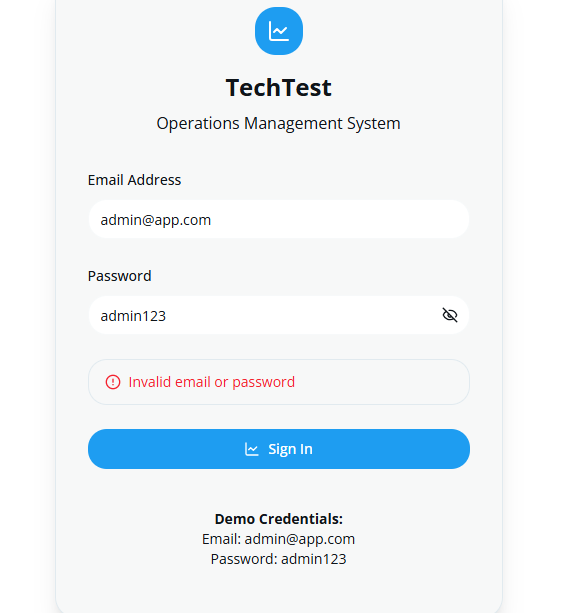 TechTest
Operations Management System
Email Address
admin@app.com
Password
admin123
Invalid email or password
Sign In
Demo Credentials:
Email: admin@app.com
Password: admin123